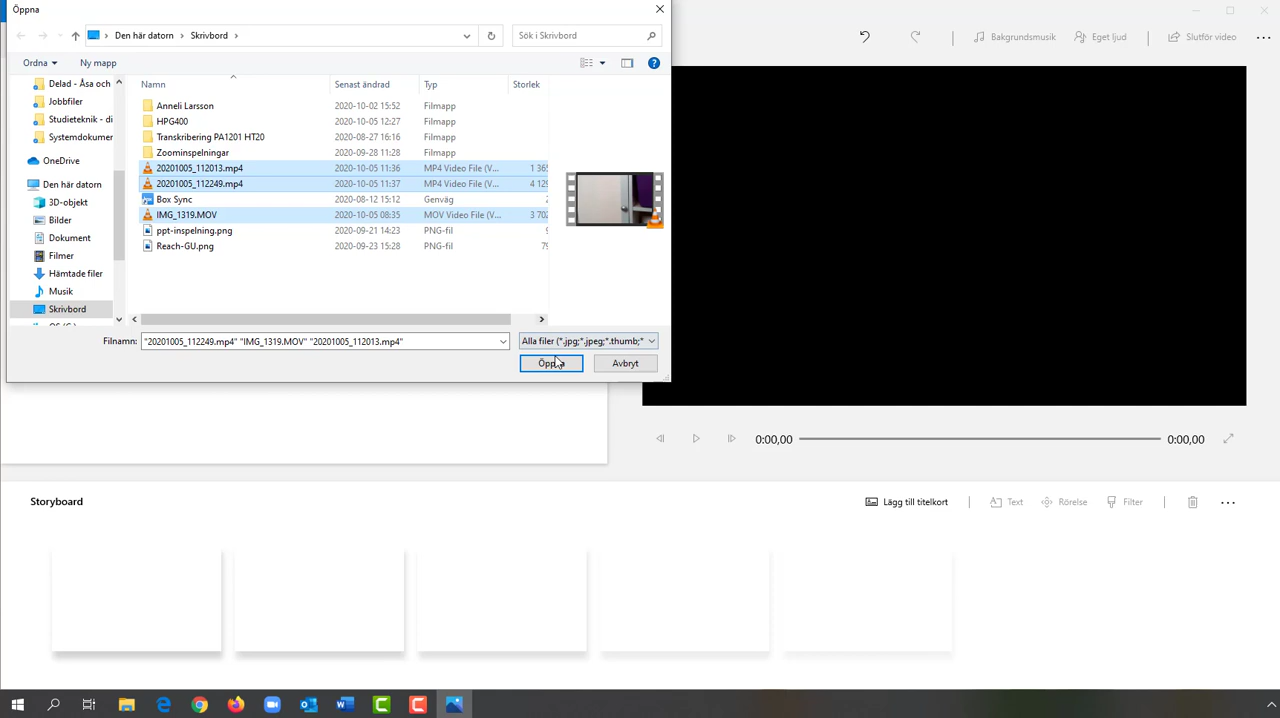 Öppna
Den här datorn > Skrivbord >
Sök i Skrivbord
Bakgrundsmusik
Eget ljud
Slutför video
Ordna
Ny mapp
Namn Senast ändrad Typ Storlek
Delad - Åsa och
Jobbfiler
Studieteknik - di
Systemdokumer
OneDrive
Den här datorn
3D-objekt
Bilder
Dokument
Filmer
Hämtade filer
Musik
Skrivbord
Anneli Larsson 2020-10-02 15:52 Filmapp
HPG400 2020-10-05 12:27 Filmapp
Transkribering PA1201 HT20 2020-08-27 16:16 Filmapp
Zoominspelningar 2020-09-28 11:28 Filmapp
20201005_112013.mp4 2020-10-05 11:36 MP4 Video File (V... 1 365
20201005_112249.mp4 2020-10-05 11:37 MP4 Video File (V... 4 129
Box Sync 2020-08-12 15:12 Genväg
IMG_1319.MOV 2020-10-05 08:35 MOV Video File (V... 3 702
ppt-inspelning.png 2020-09-21 14:23 PNG-fil
Reach-GU.png 2020-09-23 15:28 PNG-fil 79
Filnamn: "20201005_112249.mp4" "IMG_1319.MOV" "20201005_112013.mp4"
Alla filer (*.jpg;*.jpeg;*.thumb;*
Öppna
Avbryt
0:00,00
0:00,00
Storyboard
Lägg till titelkort
Text
Rörelse
Filter